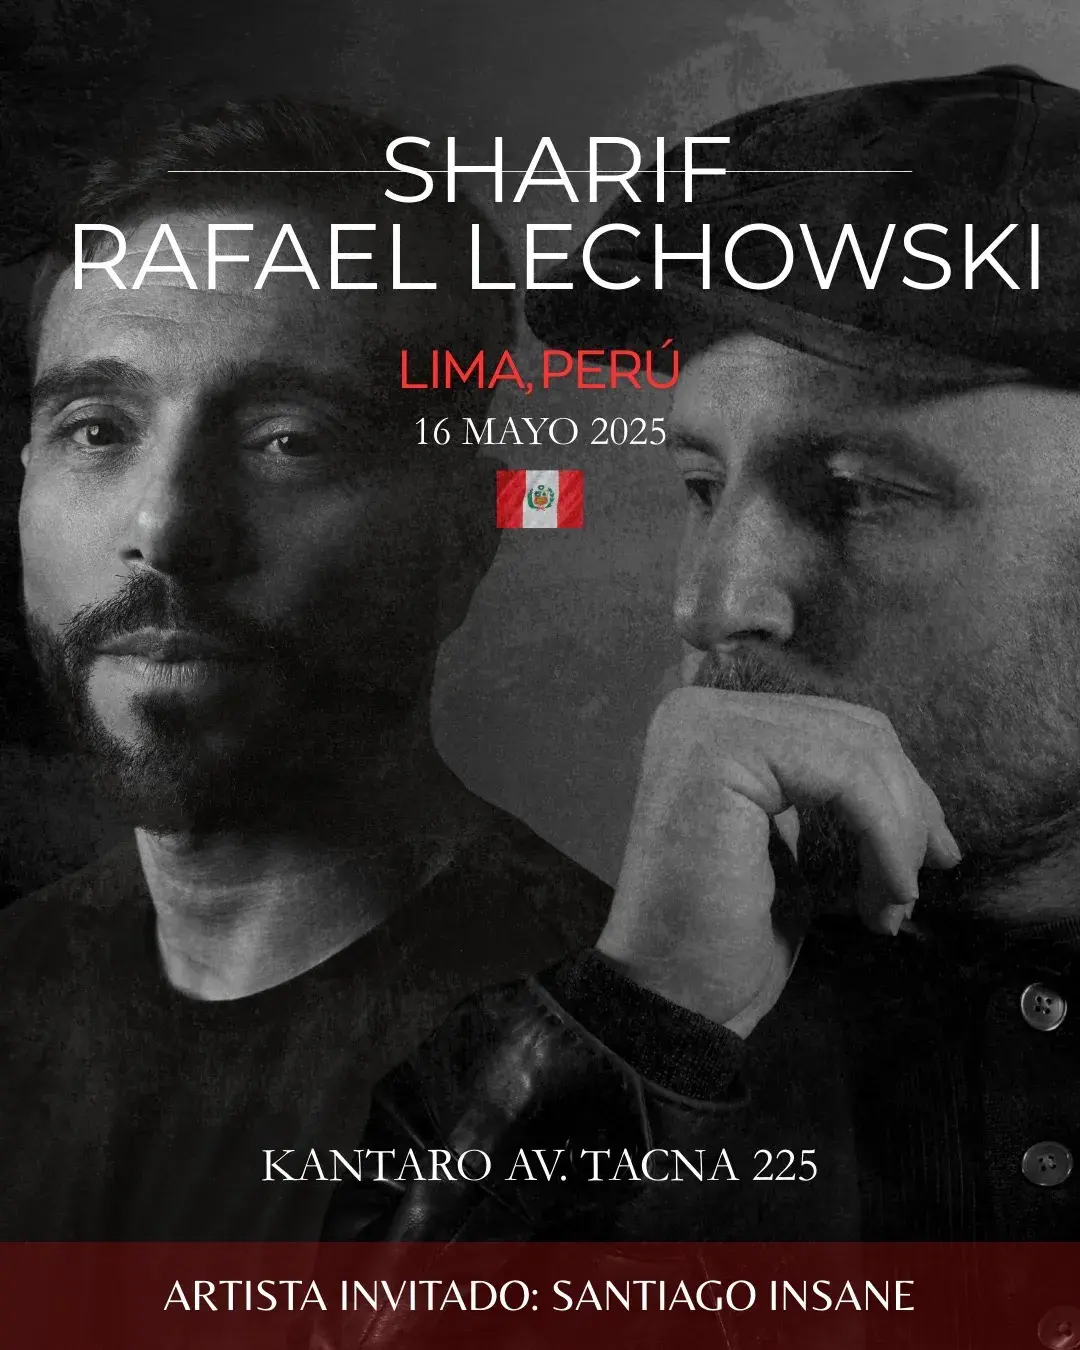 SHARIF
RAFAEL LECHOWSKI
LIMA, PERÚ
16 MAYO 2025
KANTARO AV. TACNA 225
ARTISTA INVITADO: SANTIAGO INSANE